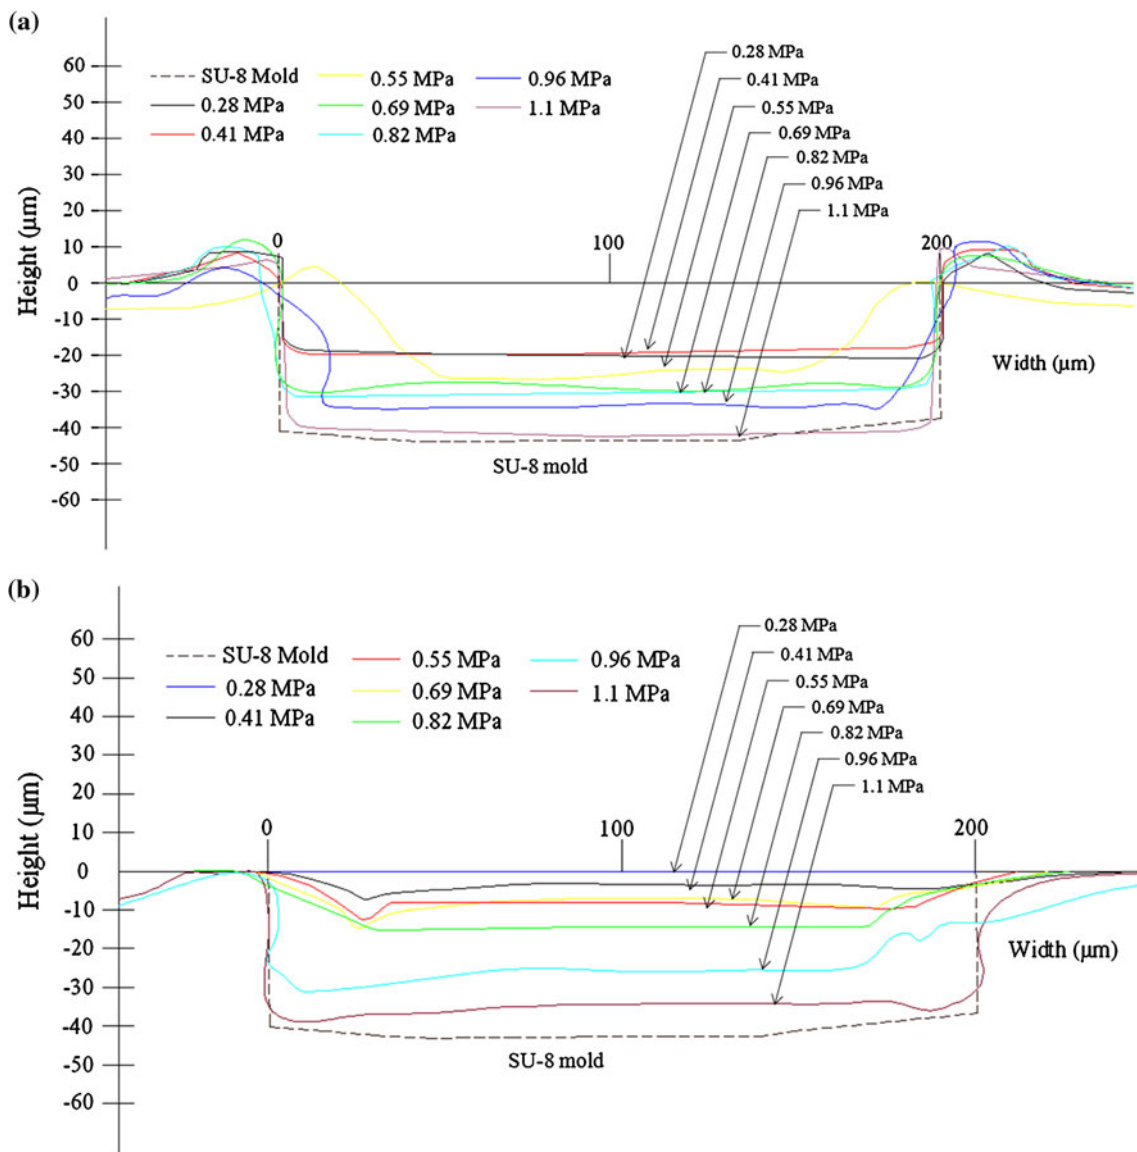 (a)
0.28 MPa
0.41 MPa
0.55 MPa
0.69 MPa
0.82 MPa
0.96 MPa
1.1 MPa
SU-8 Mold
0.28 MPa
0.41 MPa
0.55 MPa
0.69 MPa
0.82 MPa
0.96 MPa
1.1 MPa
Height (μm)
60
50
40
30
20
10
0
-10
-20
-30
-40
-50
-60
0
100
200
Width (μm)
SU-8 mold
(b)
0.28 MPa
0.41 MPa
0.55 MPa
0.69 MPa
0.82 MPa
0.96 MPa
1.1 MPa
SU-8 Mold
0.28 MPa
0.41 MPa
0.55 MPa
0.69 MPa
0.82 MPa
0.96 MPa
1.1 MPa
Height (μm)
60
50
40
30
20
10
0
-10
-20
-30
-40
-50
-60
0
100
200
Width (μm)
SU-8 mold